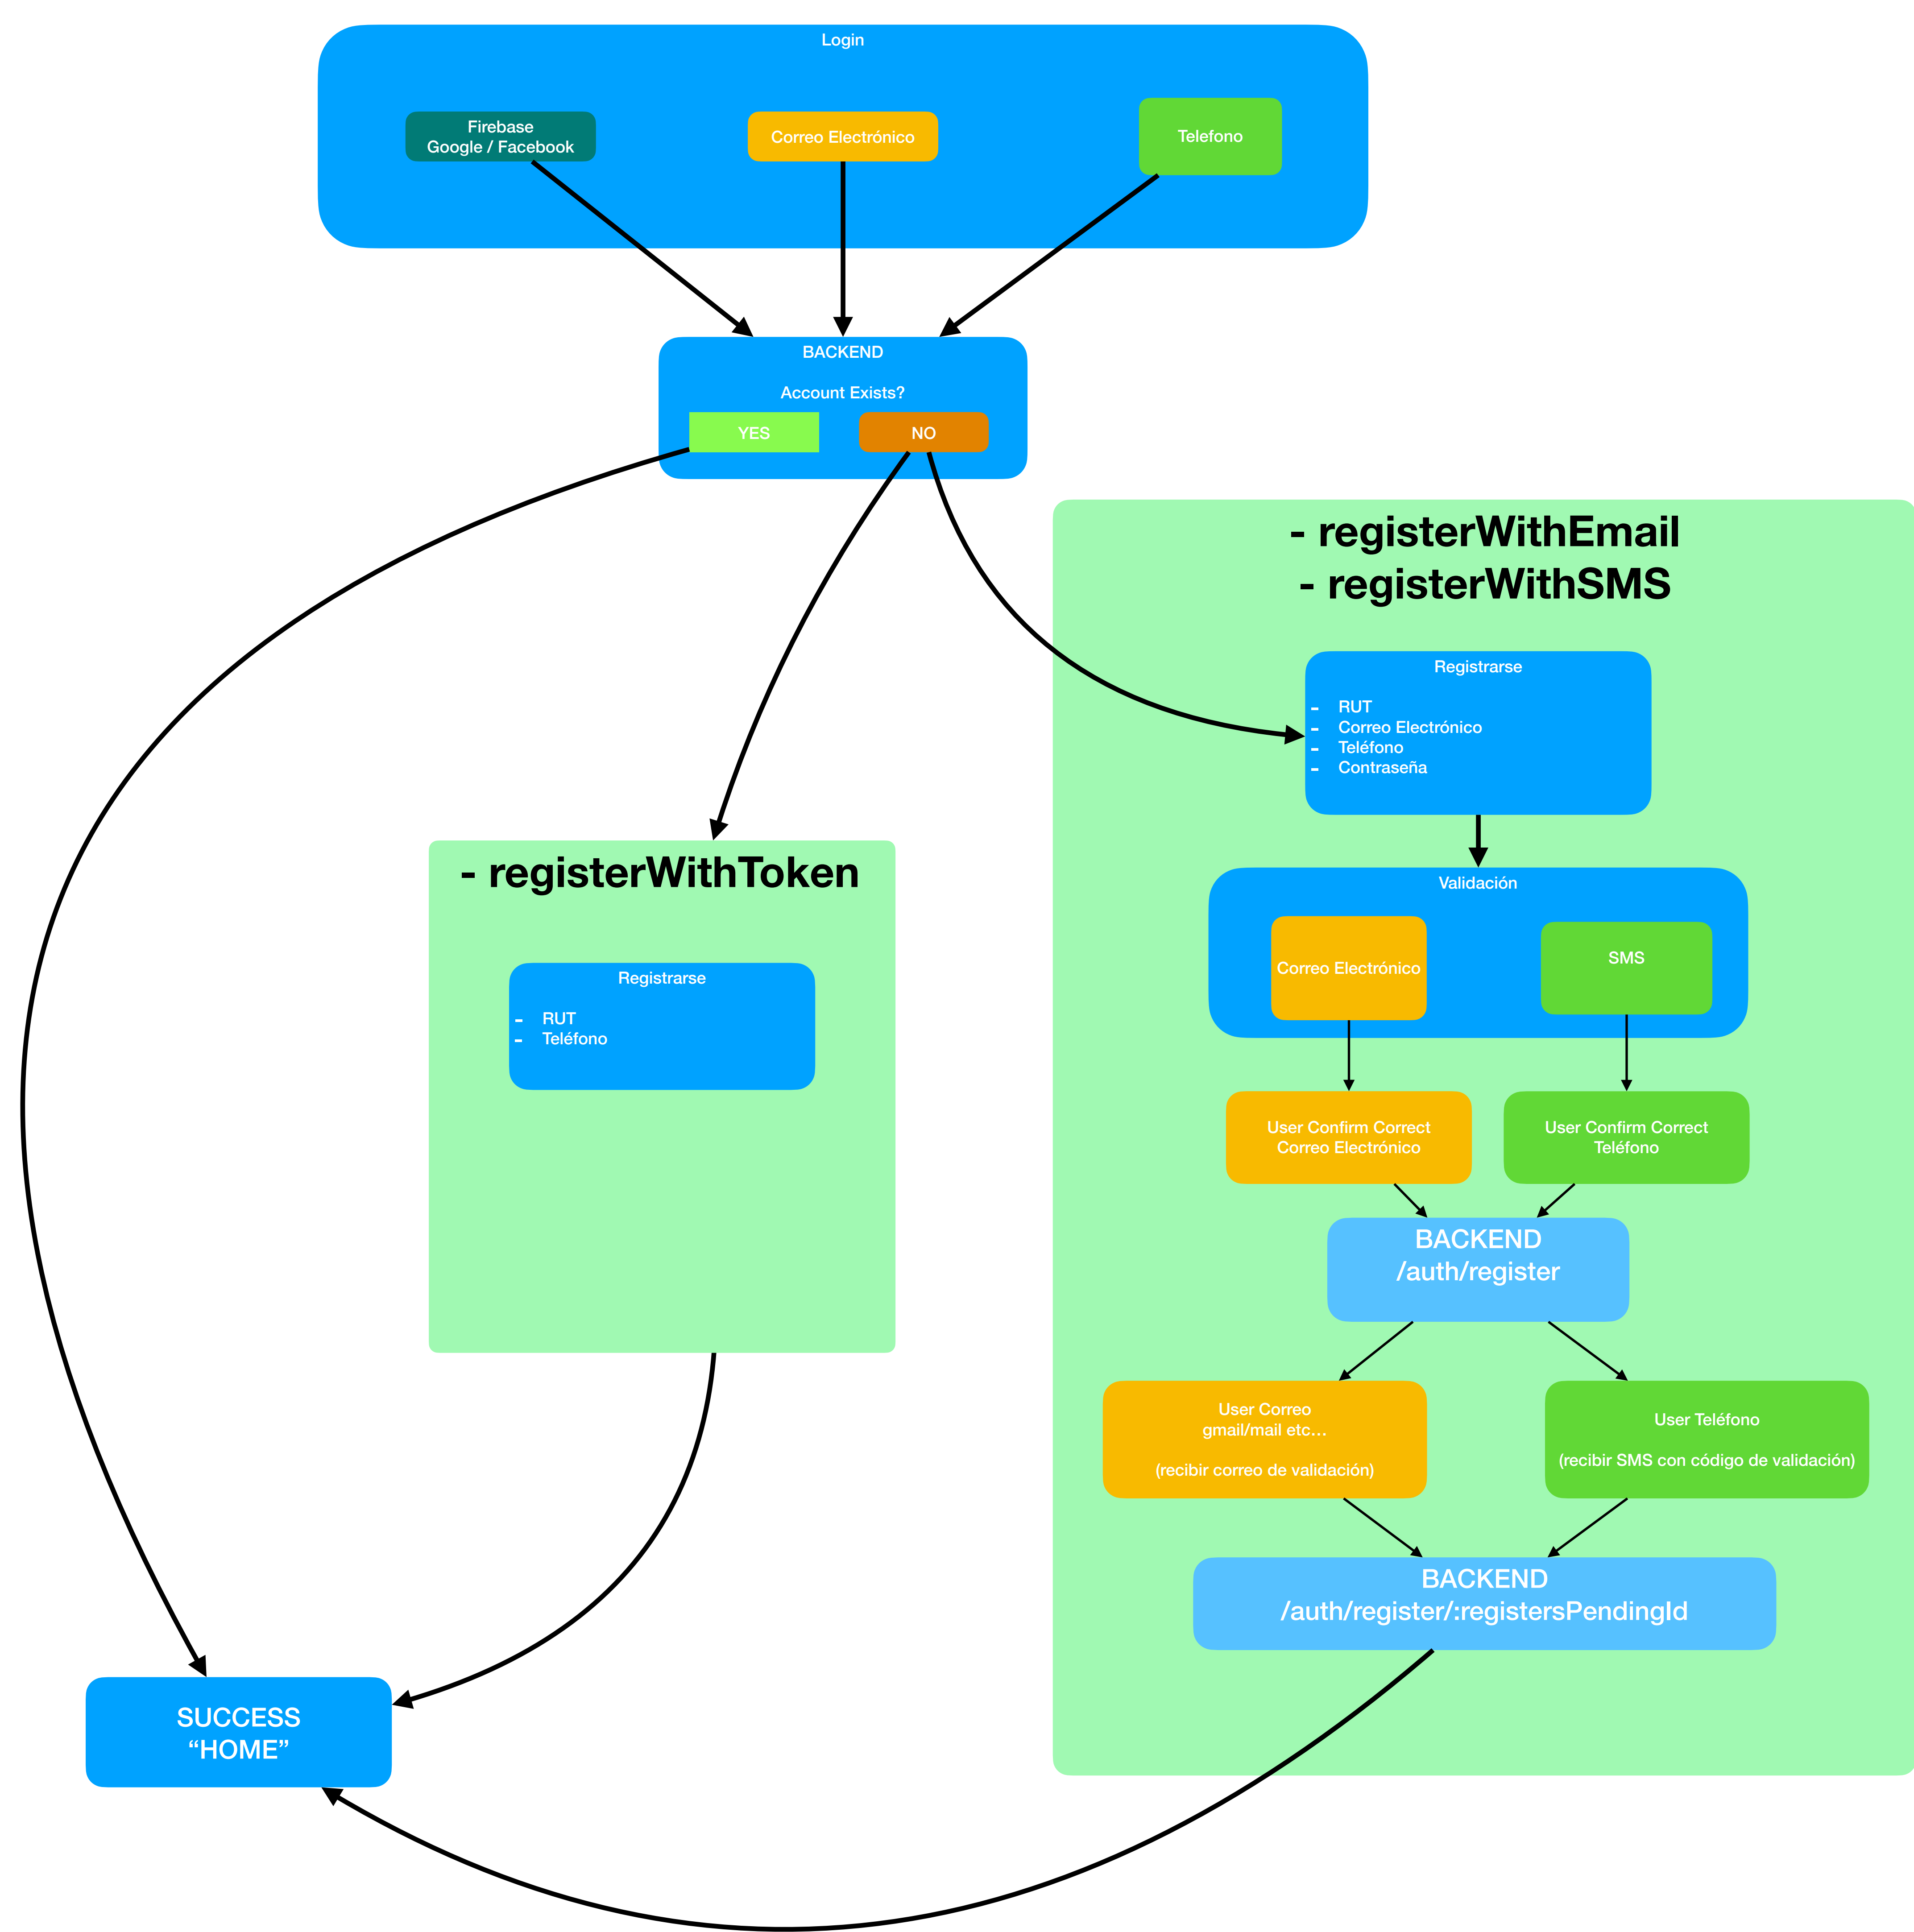 Login
Firebase
Google / Facebook
Correo Electrónico
Telefono
BACKEND
Account Exists?
YES
NO
- registerWithEmail
- registerWithSMS
Registrarse
- RUT
- Correo Electrónico
- Teléfono
- Contraseña
- registerWithToken
Registrarse
- RUT
- Teléfono
Validación
Correo Electrónico
SMS
User Confirm Correct
Correo Electrónico
User Confirm Correct
Teléfono
BACKEND
/auth/register
User Correo
gmail/mail etc…
(recibir correo de validación)
User Teléfono
(recibir SMS con código de validación)
BACKEND
/auth/register/:registersPendingId
SUCCESS
“HOME”